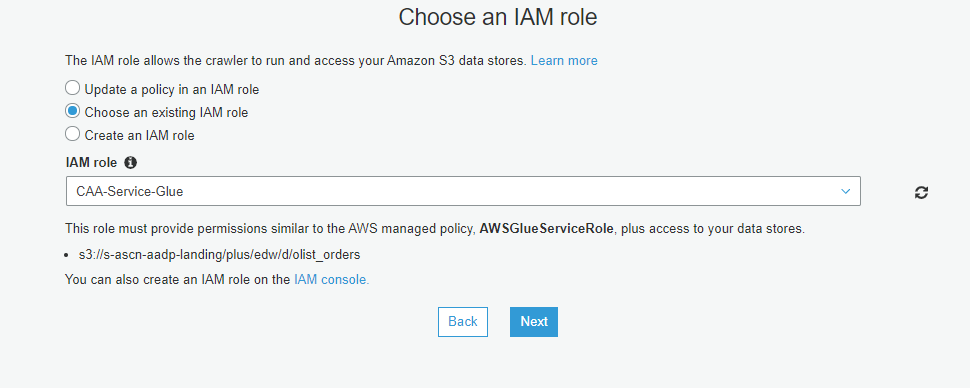 Choose an IAM role
The IAM role allows the crawler to run and access your Amazon S3 data stores. Learn more
Update a policy in an IAM role
Choose an existing IAM role
Create an IAM role
IAM role
CAA-Service-Glue
This role must provide permissions similar to the AWS managed policy, AWSGlueServiceRole, plus access to your data stores.
• s3://s-ascn-aadp-landing/plus/edw/d/olist_orders
You can also create an IAM role on the IAM console.
Back Next